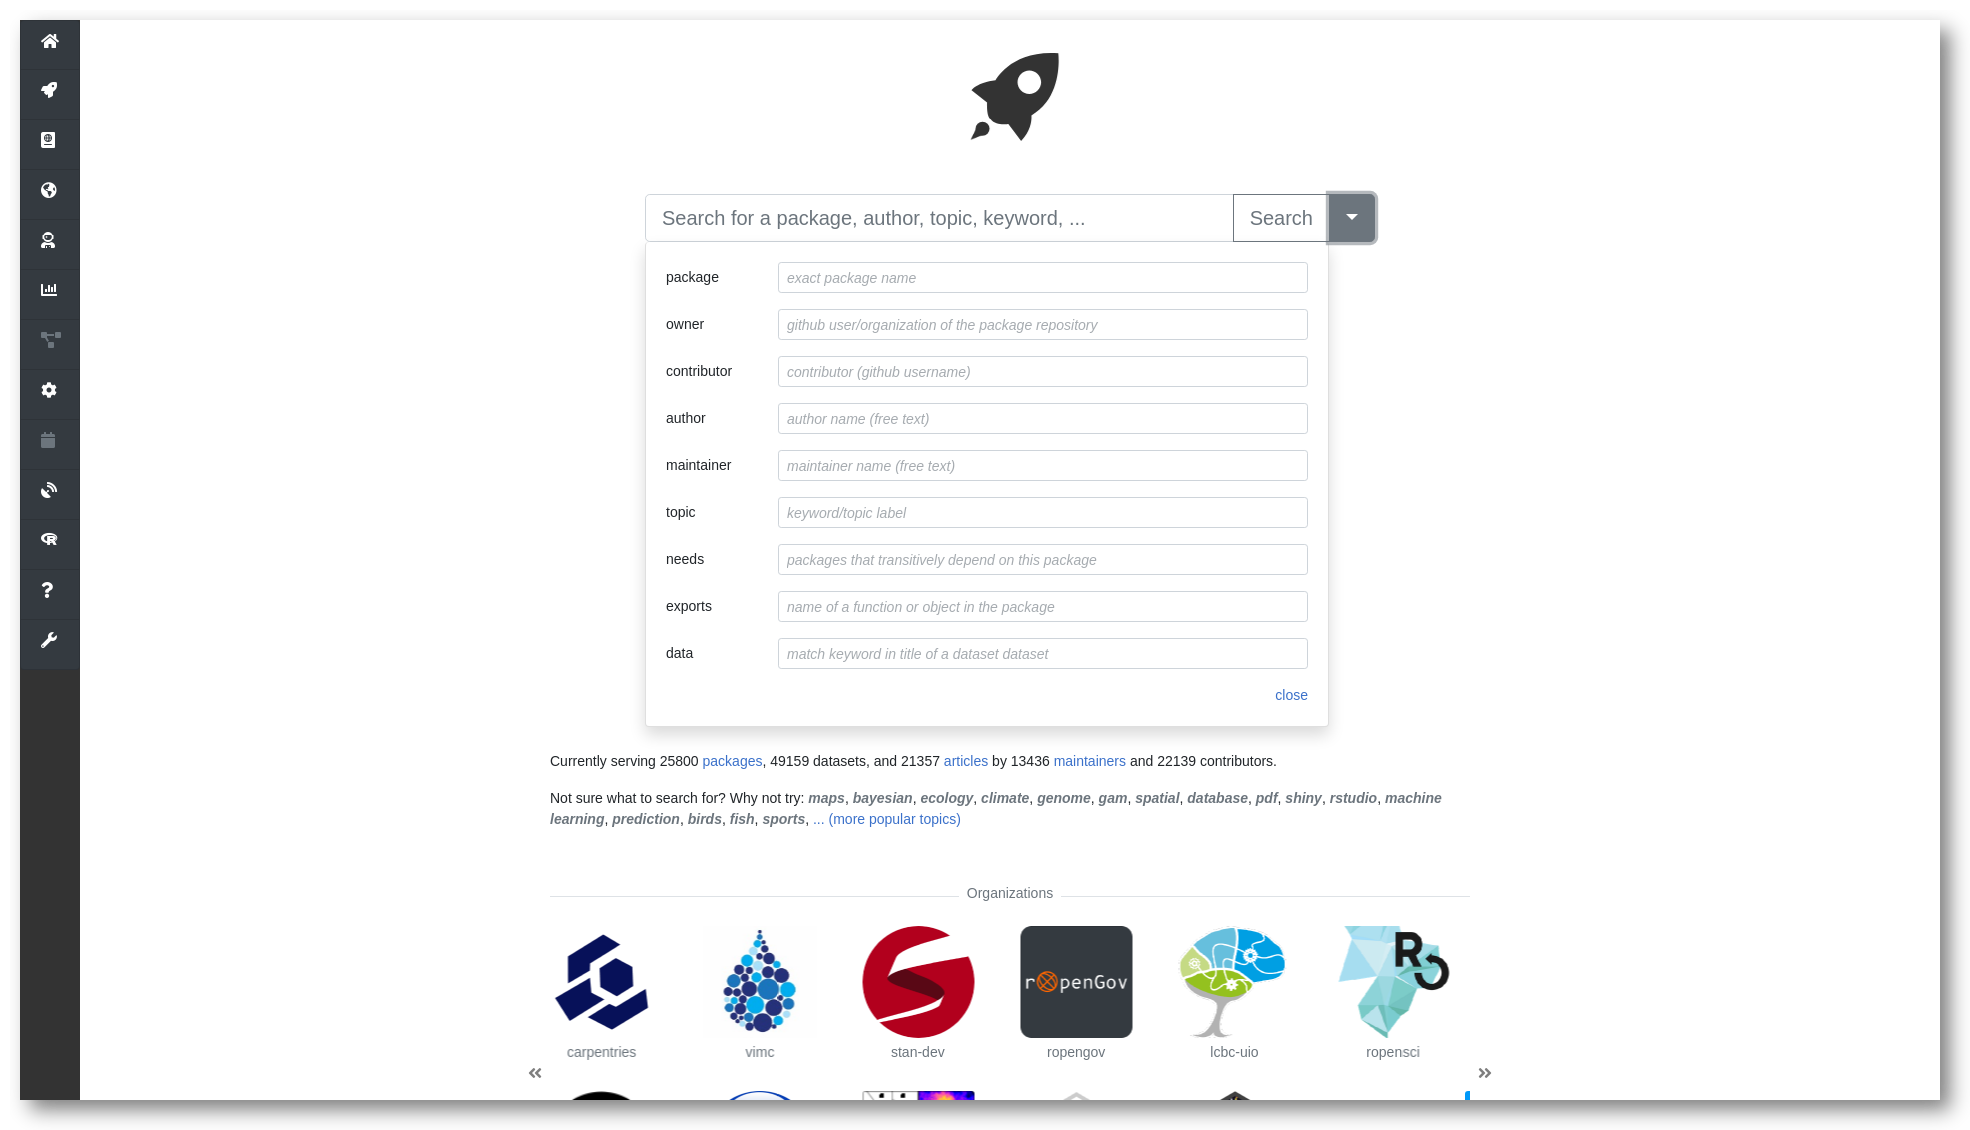 Search for a package, author, topic, keyword, ... Search
package exact package name
owner github user/organization of the package repository
contributor contributor (github username)
author author name (free text)
maintainer maintainer name (free text)
topic keyword/topic label
needs packages that transitively depend on this package
exports name of a function or object in the package
data match keyword in title of a dataset dataset
close
Currently serving 25800 packages, 49159 datasets, and 21357 articles by 13436 maintainers and 22139 contributors.
Not sure what to search for? Why not try: maps, bayesian, ecology, climate, genome, gam, spatial, database, pdf, shiny, rstudio, machine
learning, prediction, birds, fish, sports, ... (more popular topics)
Organizations
rOpenGov
R
carpentries vimc stan-dev ropengov lcbc-uio ropensci
« »